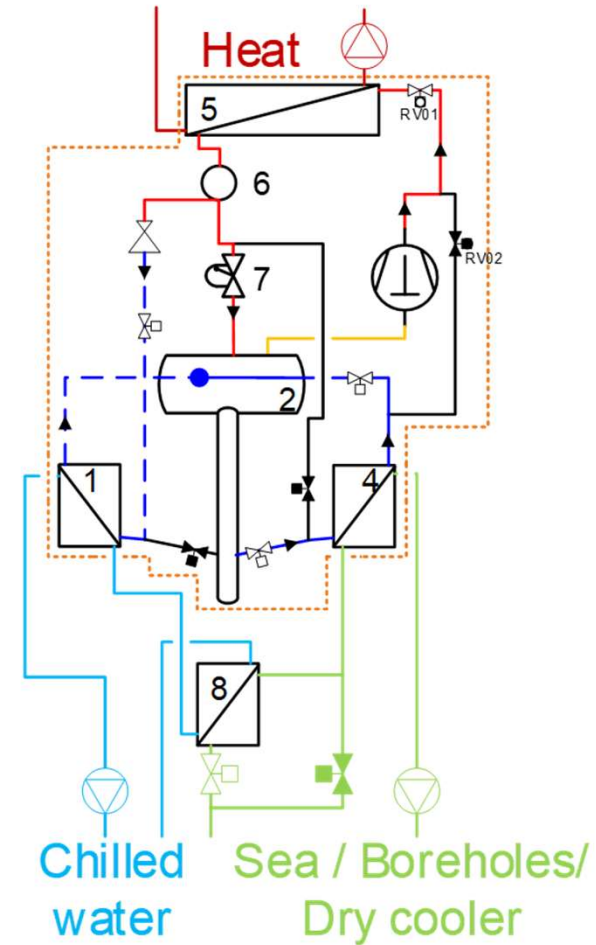 Heat
5
RV01
6
7
RV02
2
1
4
8
Chilled
water
Sea / Boreholes/
Dry cooler